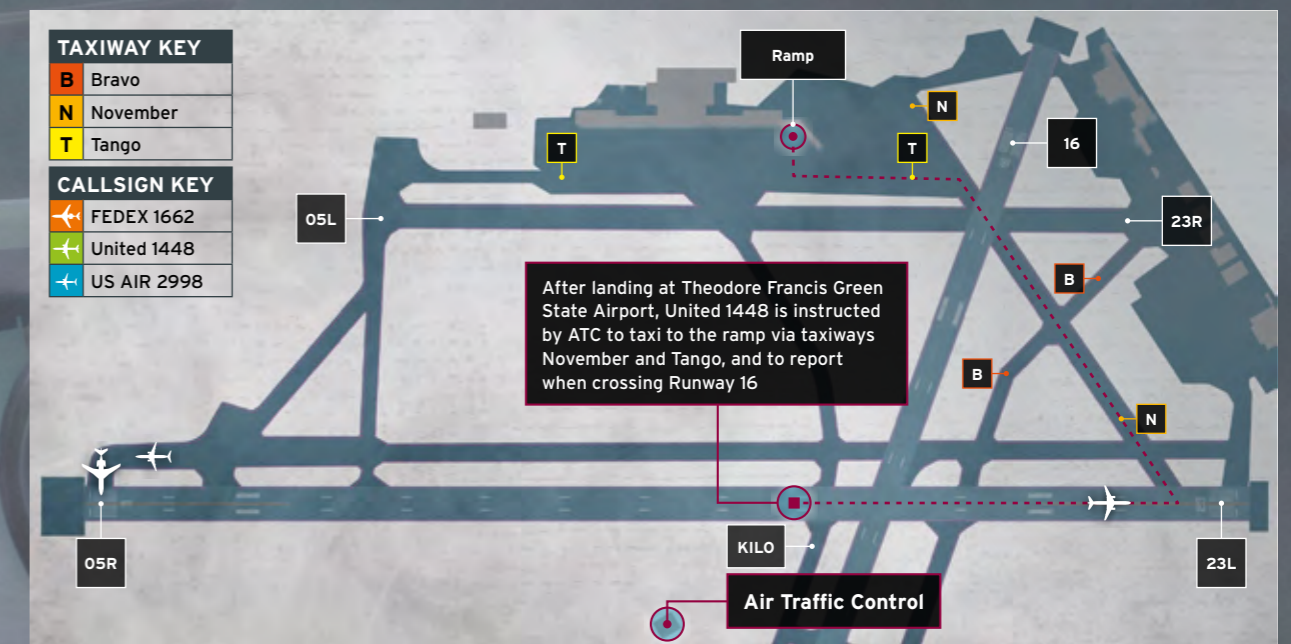 TAXIWAY KEY
B Bravo
N November
T Tango
CALLSIGN KEY
FEDEX 1662
United 1448
US AIR 2998
Ramp
N
T
T
16
05L
23R
B
After landing at Theodore Francis Green
State Airport, United 1448 is instructed
by ATC to taxi to the ramp via taxiways
November and Tango, and to report
when crossing Runway 16
B
N
KILO
05R
23L
Air Traffic Control